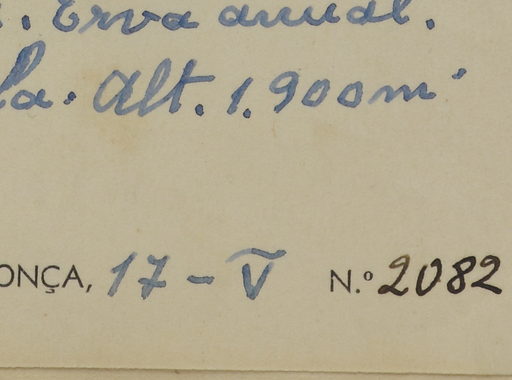 . Erva anual.
la. Alt. 1.900m
ONÇA, 17 - V N.º 2082